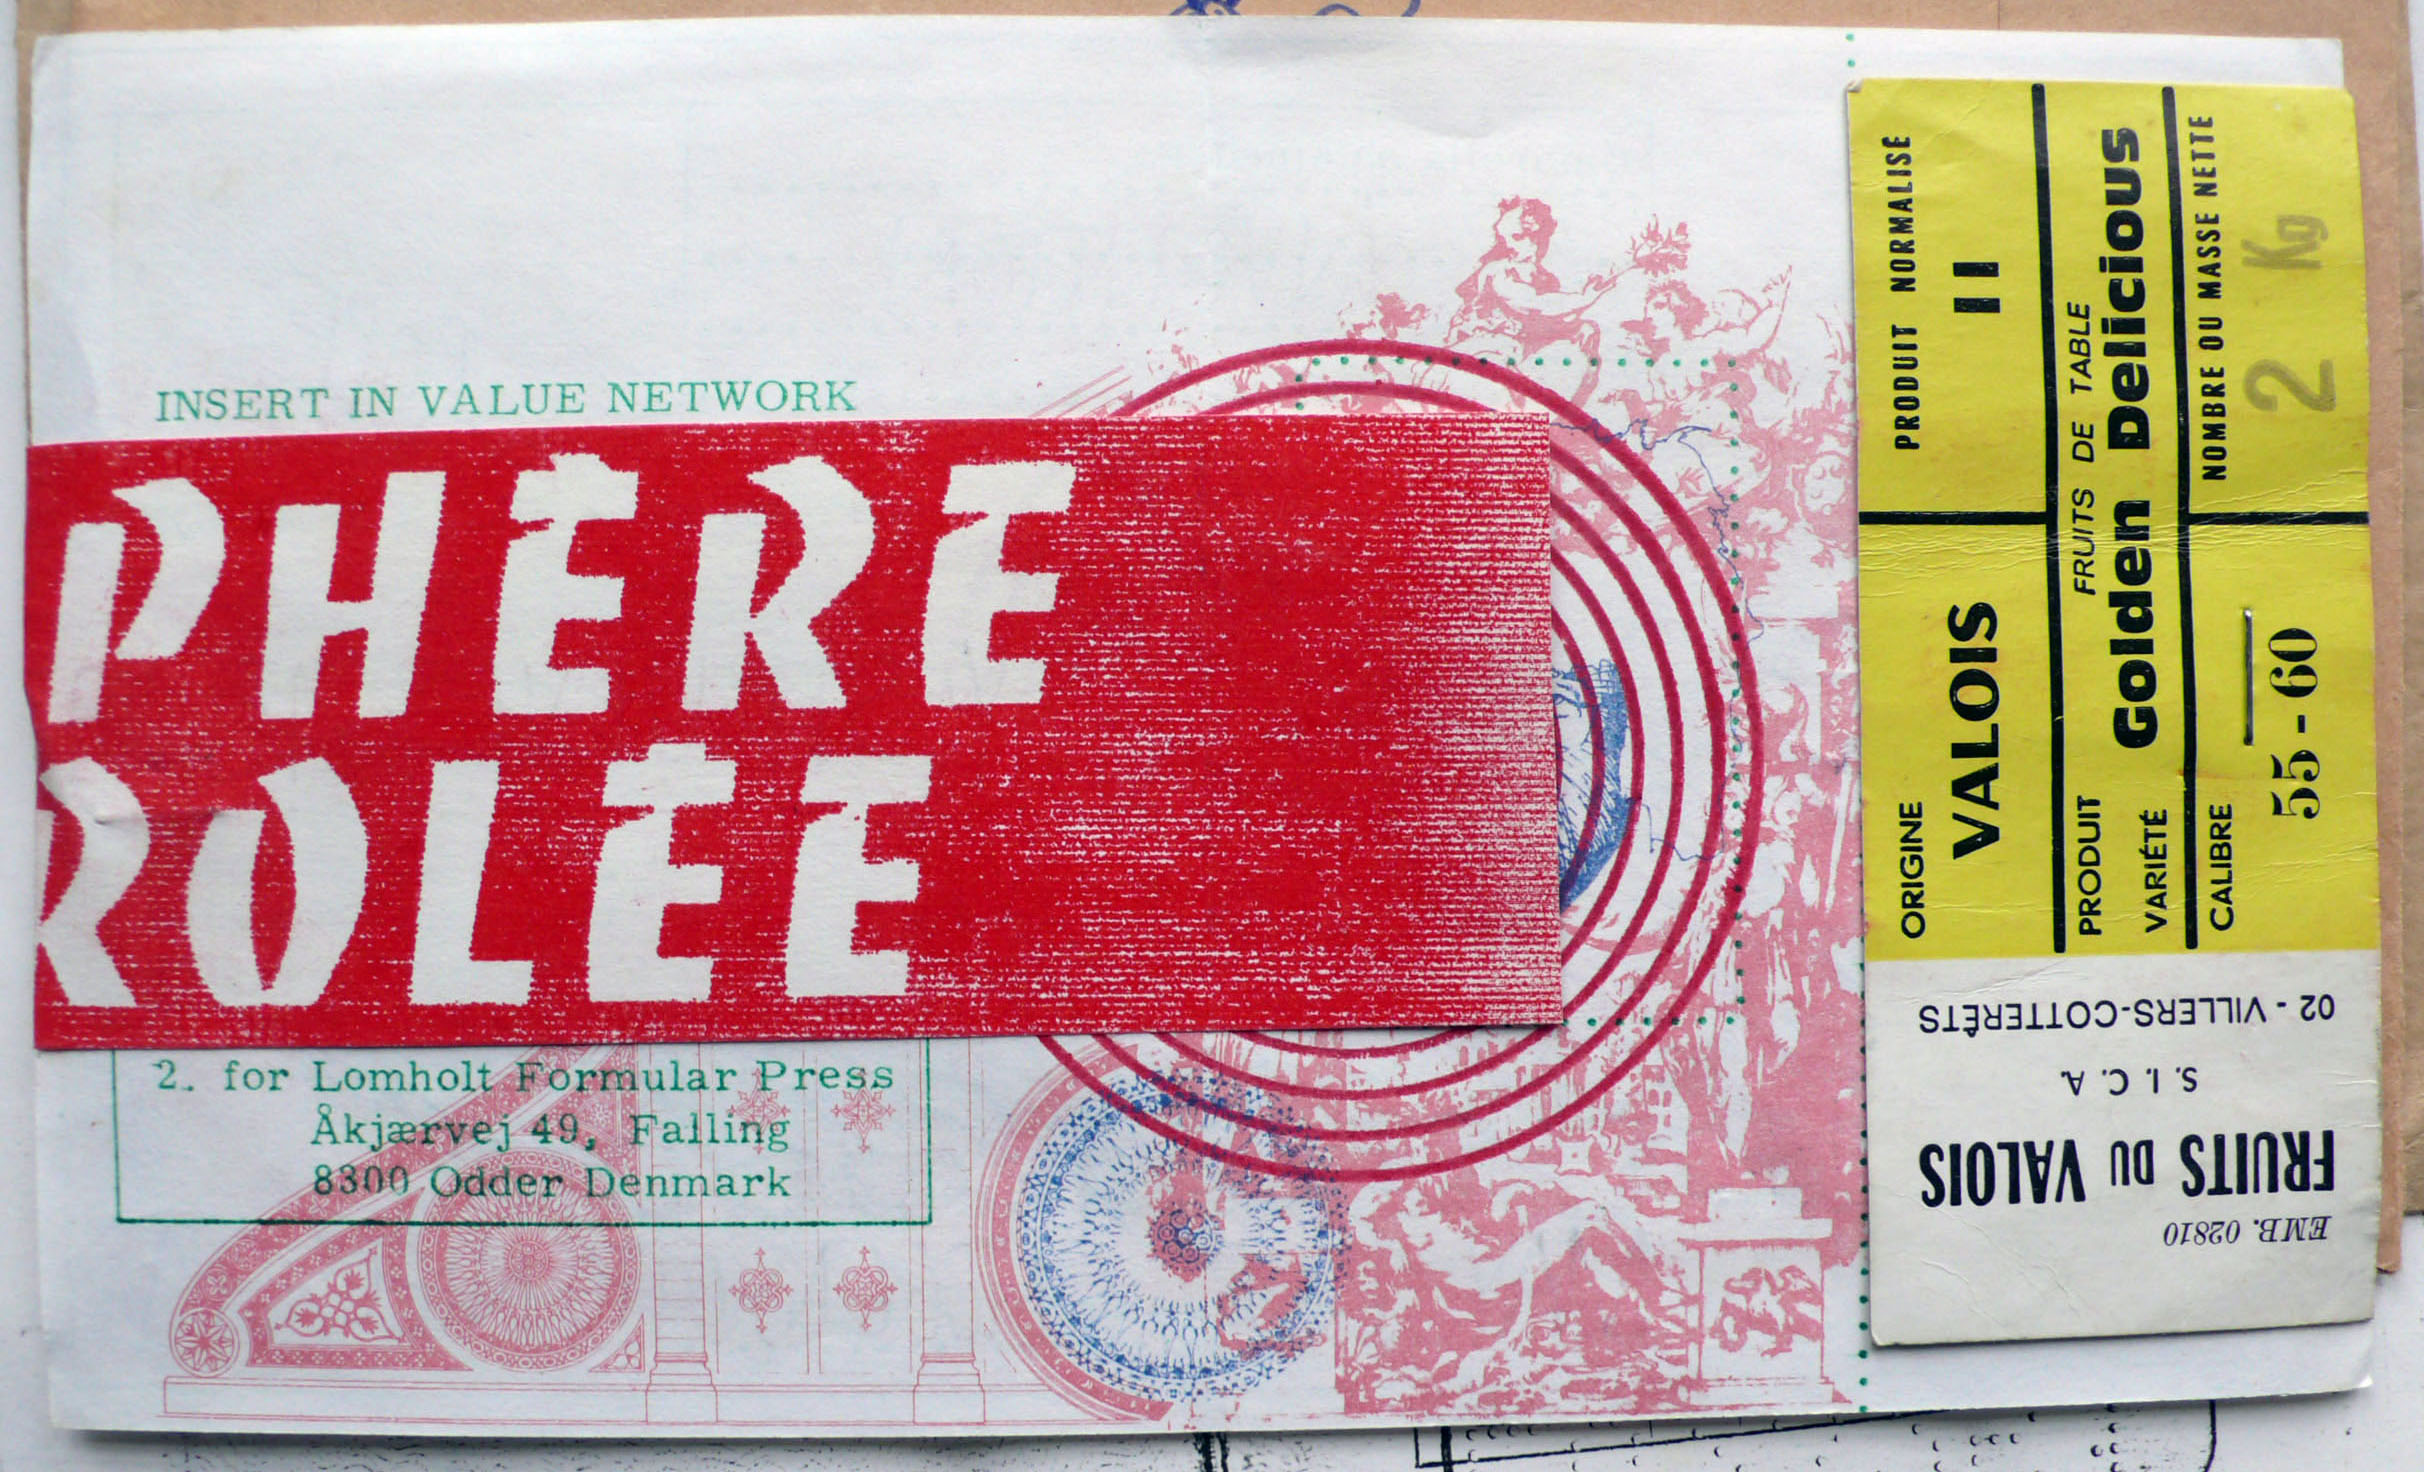 INSERT IN VALUE NETWORK
PHÈRE
ROLÉE
2. for Lomholt Formular Press
Åkjærvej 49, Falling
8300 Odder Denmark
PRODUIT NORMALISÉ
II
ORIGINE
VALOIS
FRUITS DE TABLE
PRODUIT
Golden Delicious
VARIÉTÉ
NOMBRE OU MASSE NETTE
2 Kg
CALIBRE
55-60
EMB. 02810
FRUITS DU VALOIS
S. I. C. A.
02 - VILLERS-COTTERÊTS